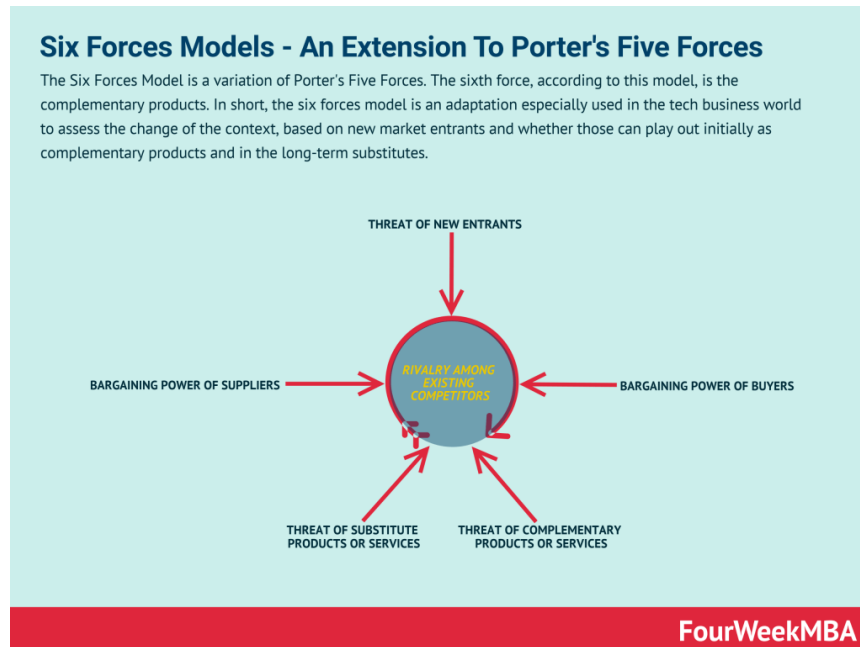 Six Forces Models - An Extension To Porter's Five Forces
The Six Forces Model is a variation of Porter's Five Forces. The sixth force, according to this model, is the
complementary products. In short, the six forces model is an adaptation especially used in the tech business world
to assess the change of the context, based on new market entrants and whether those can play out initially as
complementary products and in the long-term substitutes.
THREAT OF NEW ENTRANTS
RIVALRY AMONG
EXISTING
COMPETITORS
BARGAINING POWER OF SUPPLIERS
BARGAINING POWER OF BUYERS
THREAT OF SUBSTITUTE
PRODUCTS OR SERVICES
THREAT OF COMPLEMENTARY
PRODUCTS OR SERVICES
FourWeekMBA